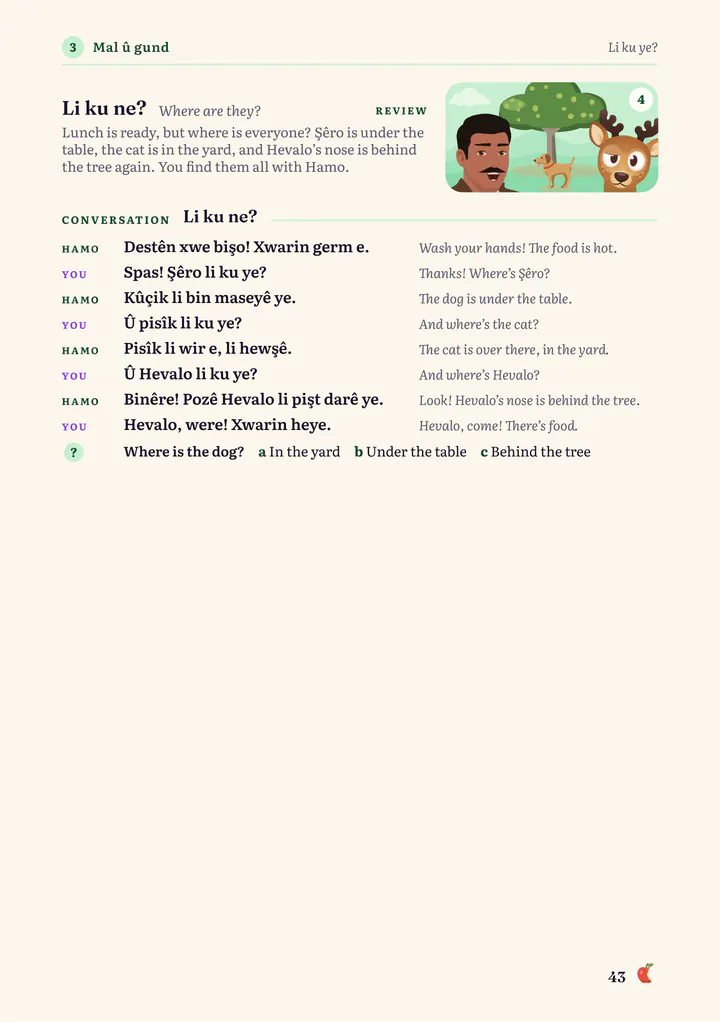 3 Mal û gund
Li ku ye?
Li ku ne? Where are they? REVIEW
4
Lunch is ready, but where is everyone? Şêro is under the
table, the cat is in the yard, and Hevalo’s nose is behind
the tree again. You find them all with Hamo.
CONVERSATION Li ku ne?
HAMO Destên xwe bişo! Xwarin germ e. Wash your hands! The food is hot.
YOU Spas! Şêro li ku ye? Thanks! Where’s Şêro?
HAMO Kûçik li bin maseyê ye. The dog is under the table.
YOU Û pisîk li ku ye? And where’s the cat?
HAMO Pisîk li wir e, li hewşê. The cat is over there, in the yard.
YOU Û Hevalo li ku ye? And where’s Hevalo?
HAMO Binêre! Pozê Hevalo li pişt darê ye. Look! Hevalo’s nose is behind the tree.
YOU Hevalo, were! Xwarin heye. Hevalo, come! There’s food.
? Where is the dog? a In the yard b Under the table c Behind the tree
43